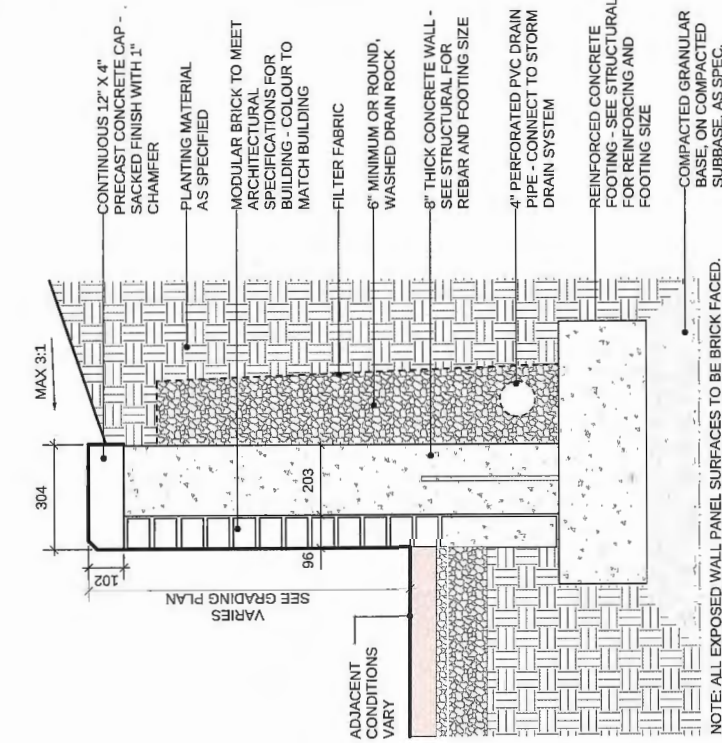 CONTINUOUS 12" X 4"
PRECAST CONCRETE CAP -
SACKED FINISH WITH 1"
CHAMFER
PLANTING MATERIAL
AS SPECIFIED
MODULAR BRICK TO MEET
ARCHITECTURAL
SPECIFICATIONS FOR
BUILDING - COLOUR TO
MATCH BUILDING
FILTER FABRIC
6" MINIMUM OR ROUND,
WASHED DRAIN ROCK
8" THICK CONCRETE WALL -
SEE STRUCTURAL FOR
REBAR AND FOOTING SIZE
4" PERFORATED PVC DRAIN
PIPE - CONNECT TO STORM
DRAIN SYSTEM
REINFORCED CONCRETE
FOOTING - SEE STRUCTURAL
FOR REINFORCING AND
FOOTING SIZE
COMPACTED GRANULAR
BASE, ON COMPACTED
SUBBASE, AS SPEC.
MAX 3:1
304
203
96
102
VARIES
SEE GRADING PLAN
ADJACENT
CONDITIONS
VARY
NOTE: ALL EXPOSED WALL PANEL SURFACES TO BE BRICK FACED.